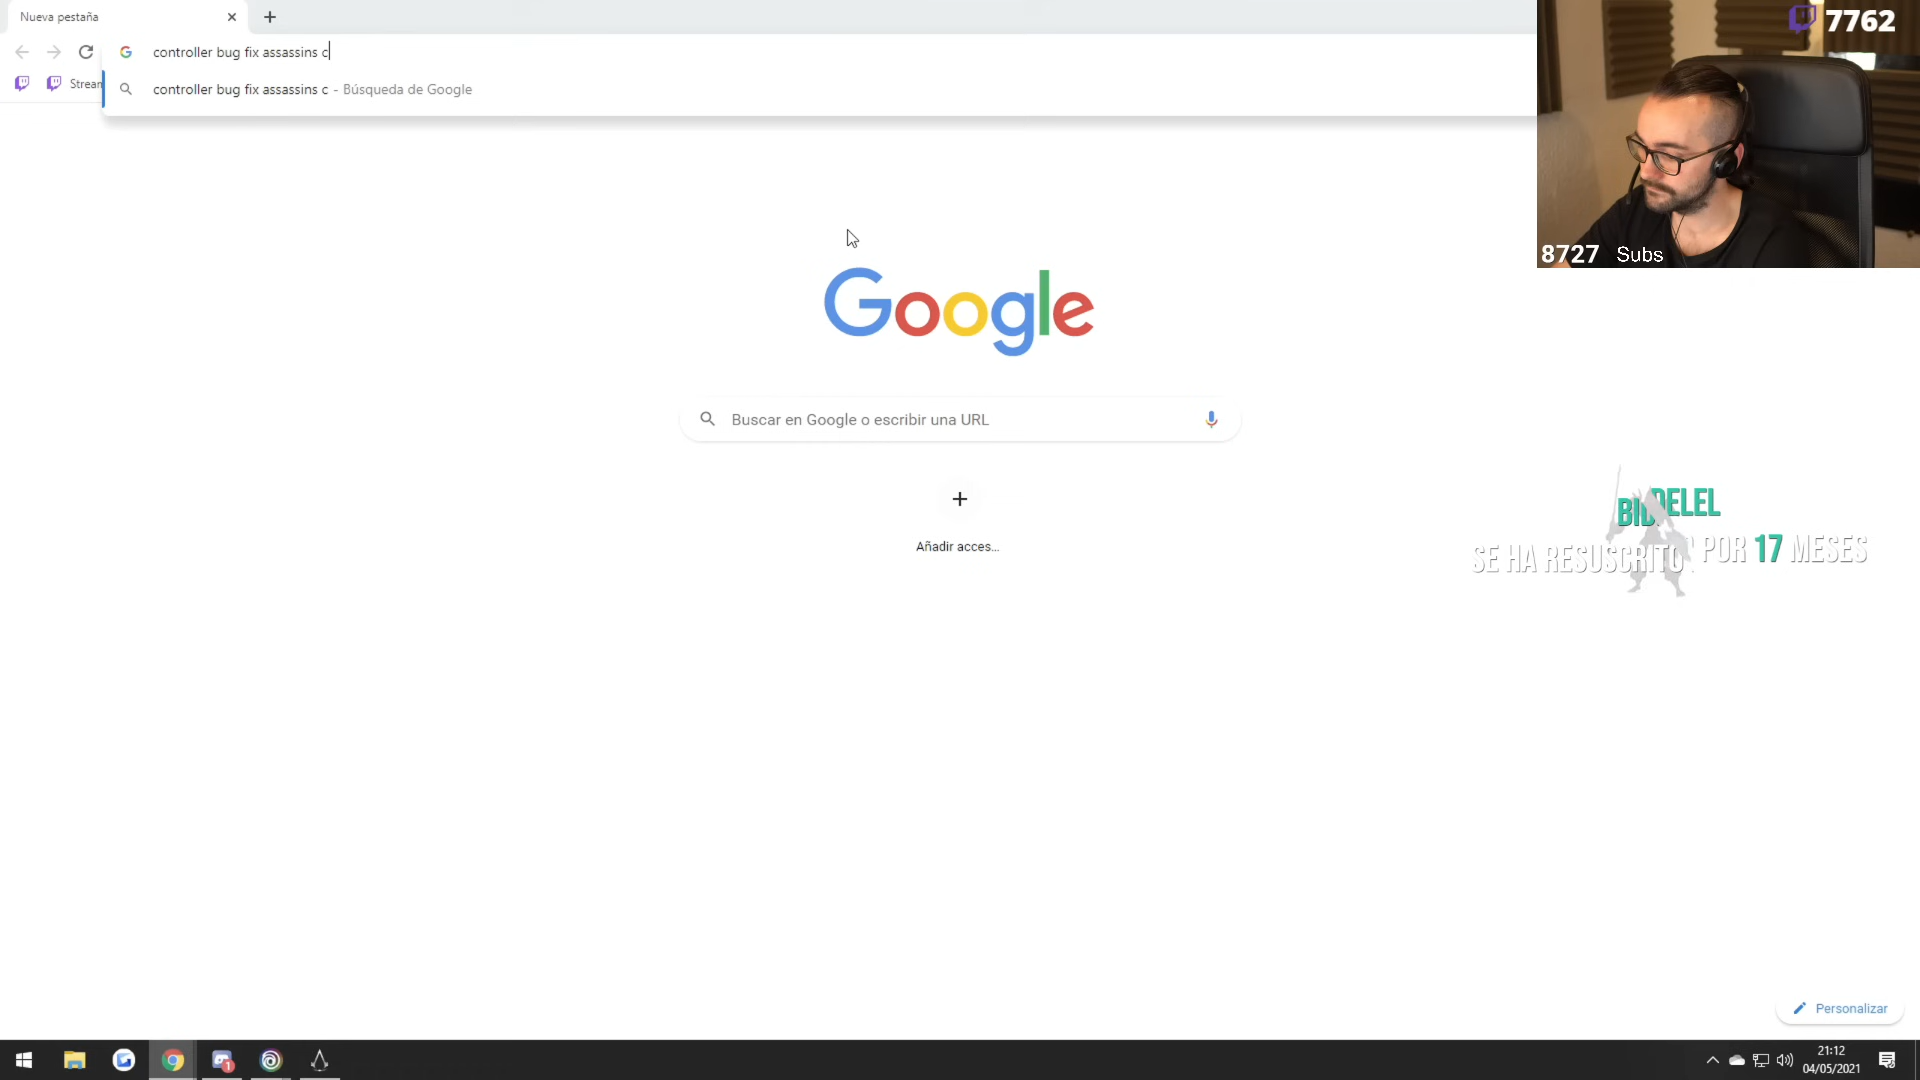 Nueva pestaña
7762
controller bug fix assassins c
Stream
controller bug fix assassins c - Búsqueda de Google
8727 Subs
Google
Buscar en Google o escribir una URL
DELEL
SE HA RESUSCRITO POR 17 MESES
Añadir acces...
Personalizar
1
21:12
04/05/2021